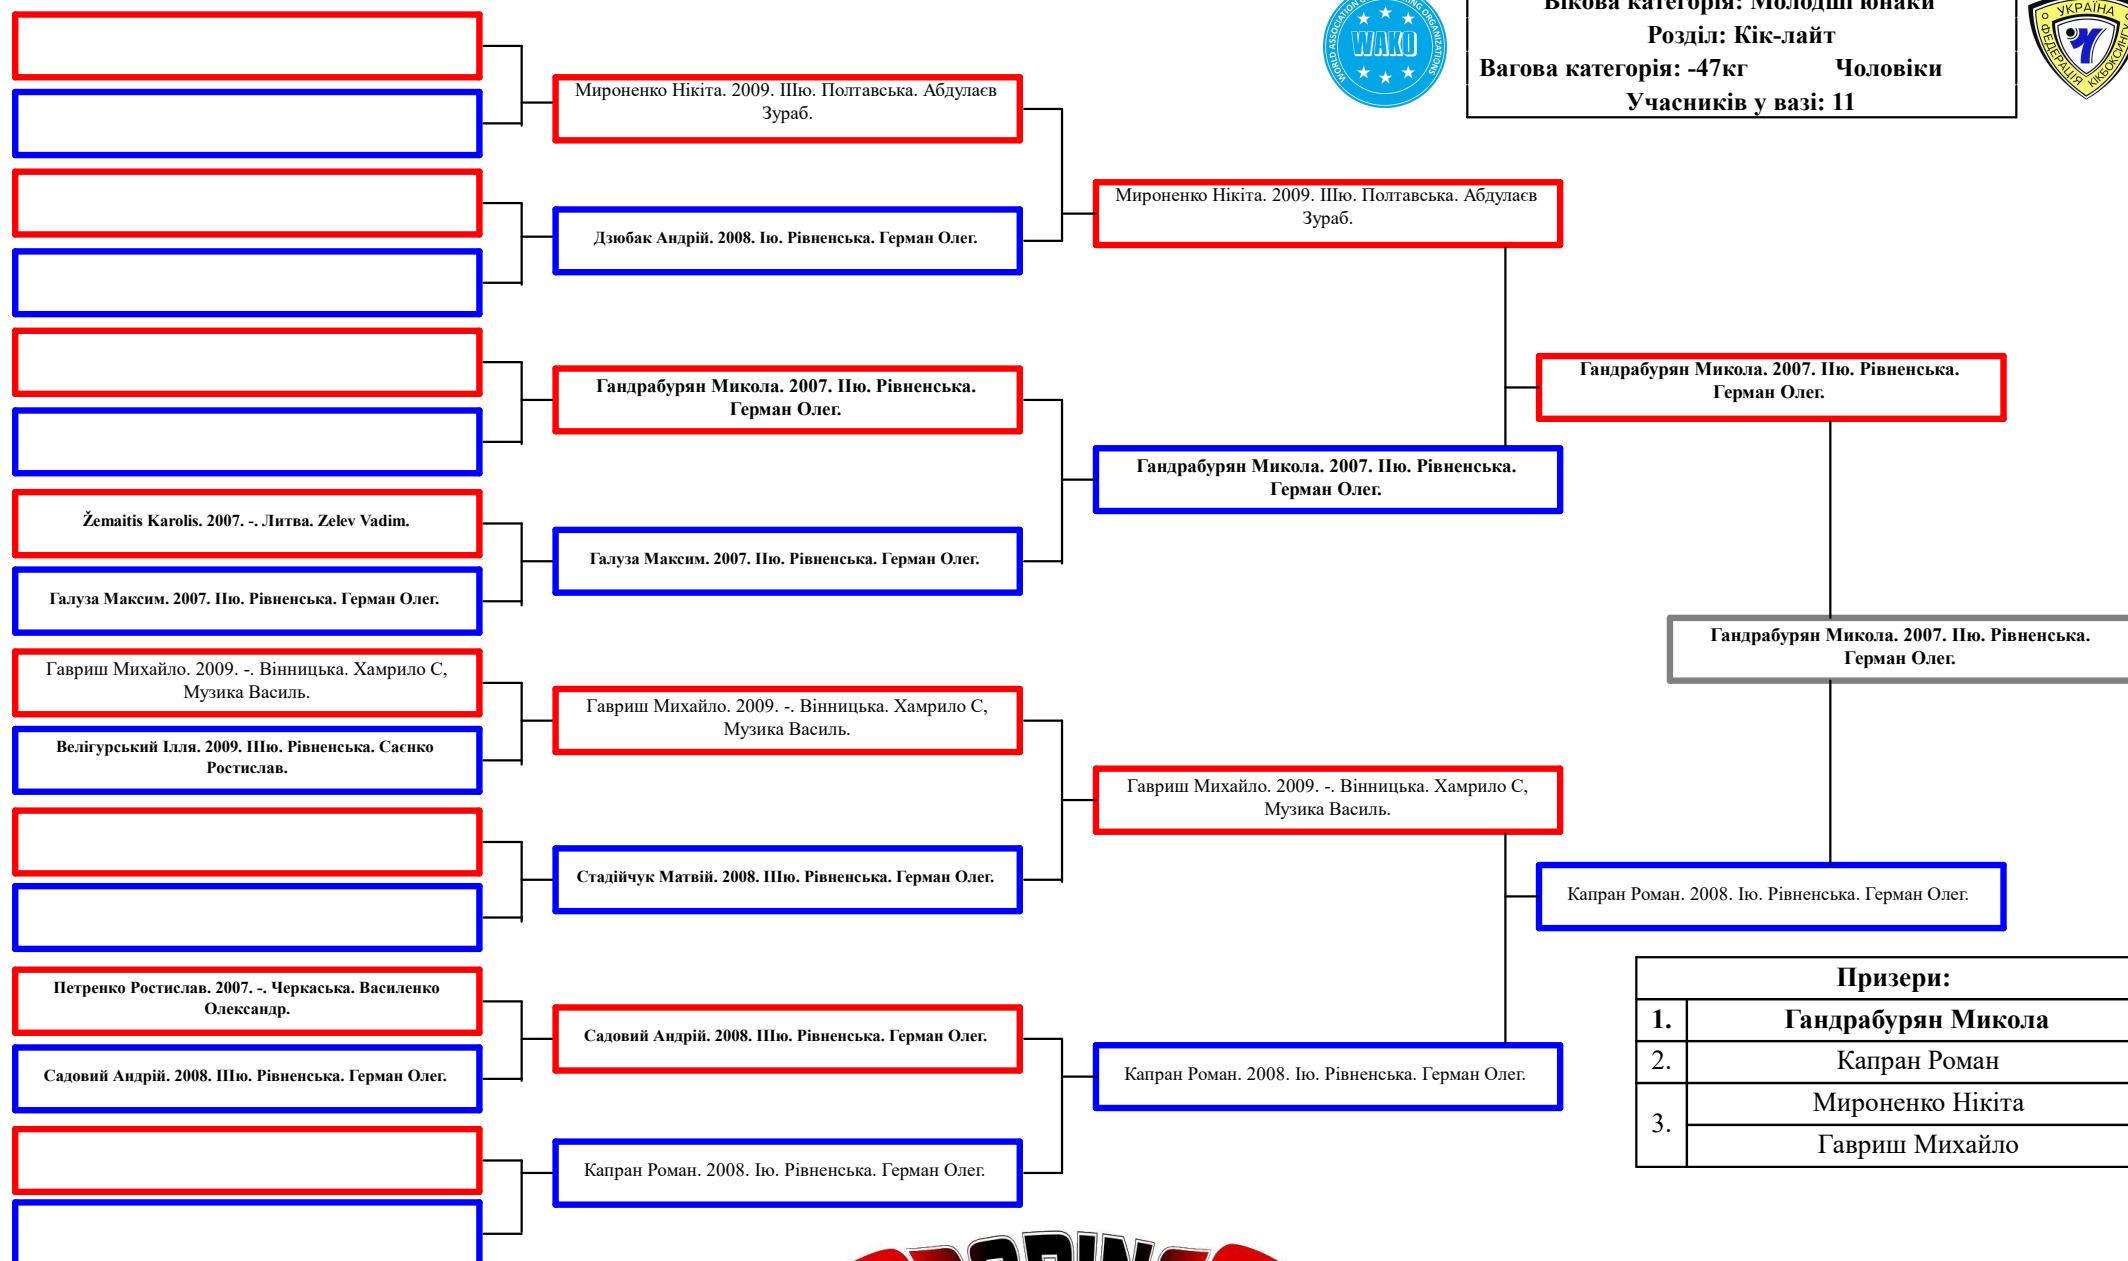 Вікова категорія: Молодші юнаки
Розділ: Кік-лайт
Вагова категорія: -47кг Чоловіки
Учасників у вазі: 11
WAKO
УКРАЇНА
ФЕДЕРАЦІЯ КІКБОКСИНГУ
Мироненко Нікіта. 2009. ІІІю. Полтавська. Абдулаєв
Зураб.
Мироненко Нікіта. 2009. ІІІю. Полтавська. Абдулаєв
Зураб.
Дзюбак Андрій. 2008. Ію. Рівненська. Герман Олег.
Гандрабурян Микола. 2007. ІІю. Рівненська.
Герман Олег.
Гандрабурян Микола. 2007. ІІю. Рівненська.
Герман Олег.
Гандрабурян Микола. 2007. ІІю. Рівненська.
Герман Олег.
Žemaitis Karolis. 2007. -. Литва. Zelev Vadim.
Галуза Максим. 2007. ІІю. Рівненська. Герман Олег.
Галуза Максим. 2007. ІІю. Рівненська. Герман Олег.
Гандрабурян Микола. 2007. ІІю. Рівненська.
Герман Олег.
Гавриш Михайло. 2009. -. Вінницька. Хамрило С,
Музика Василь.
Гавриш Михайло. 2009. -. Вінницька. Хамрило С,
Музика Василь.
Велігурський Ілля. 2009. ІІІю. Рівненська. Саєнко
Ростислав.
Гавриш Михайло. 2009. -. Вінницька. Хамрило С,
Музика Василь.
Стадійчук Матвій. 2008. ІІІю. Рівненська. Герман Олег.
Капран Роман. 2008. Ію. Рівненська. Герман Олег.
Петренко Ростислав. 2007. -. Черкаська. Василенко
Олександр.
Садовий Андрій. 2008. ІІІю. Рівненська. Герман Олег.
Садовий Андрій. 2008. ІІІю. Рівненська. Герман Олег.
Капран Роман. 2008. Ію. Рівненська. Герман Олег.
Капран Роман. 2008. Ію. Рівненська. Герман Олег.
Призери:
1. Гандрабурян Микола
2. Капран Роман
3. Мироненко Нікіта
Гавриш Михайло